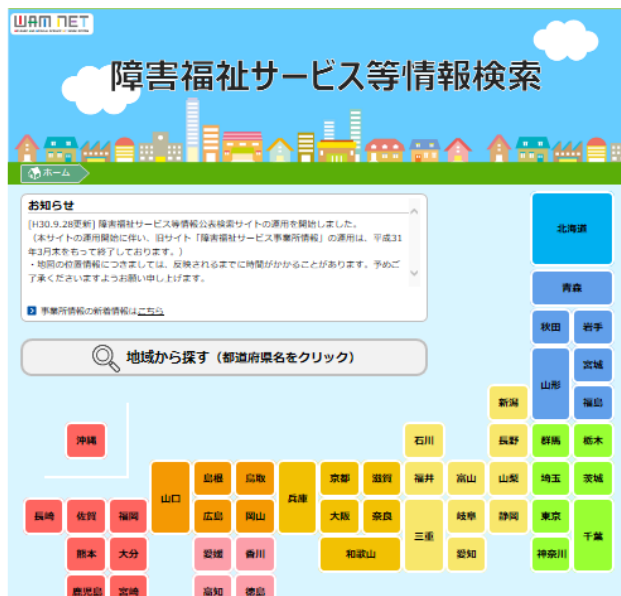 WAM NET
障害福祉サービス等情報検索
ホーム
お知らせ
[H30.9.28更新] 障害福祉サービス等情報公表検索サイトの運用を開始しました。
（本サイトの運用開始に伴い、旧サイト「障害福祉サービス事業所情報」の運用は、平成31
年3月末をもって終了しております。）
・地図の位置情報につきましては、反映されるまでに時間がかかることがあります。予めご
了承くださいますようお願い申し上げます。
事業所情報の新着情報はこちら
地域から探す（都道府県名をクリック）
北海道
青森
秋田 岩手
宮城
山形
新潟 福島
沖縄 石川 長野 群馬 栃木
島根 鳥取 京都 滋賀 福井 富山 山梨 埼玉 茨城
山口 兵庫
長崎 佐賀 福岡 広島 岡山 大阪 奈良 岐阜 静岡 東京
三重 千葉
熊本 大分 愛媛 香川 和歌山 愛知 神奈川
鹿児島 宮崎 高知 徳島